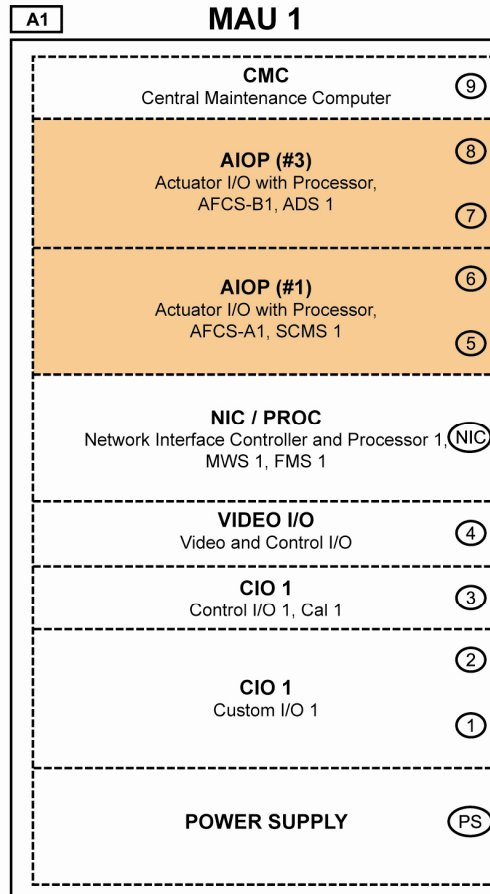 A1
MAU 1
CMC
Central Maintenance Computer
9
AIOP (#3)
Actuator I/O with Processor,
AFCS-B1, ADS 1
8
7
AIOP (#1)
Actuator I/O with Processor,
AFCS-A1, SCMS 1
6
5
NIC / PROC
Network Interface Controller and Processor 1,
MWS 1, FMS 1
NIC
VIDEO I/O
Video and Control I/O
4
CIO 1
Control I/O 1, Cal 1
3
CIO 1
Custom I/O 1
2
1
POWER SUPPLY
PS